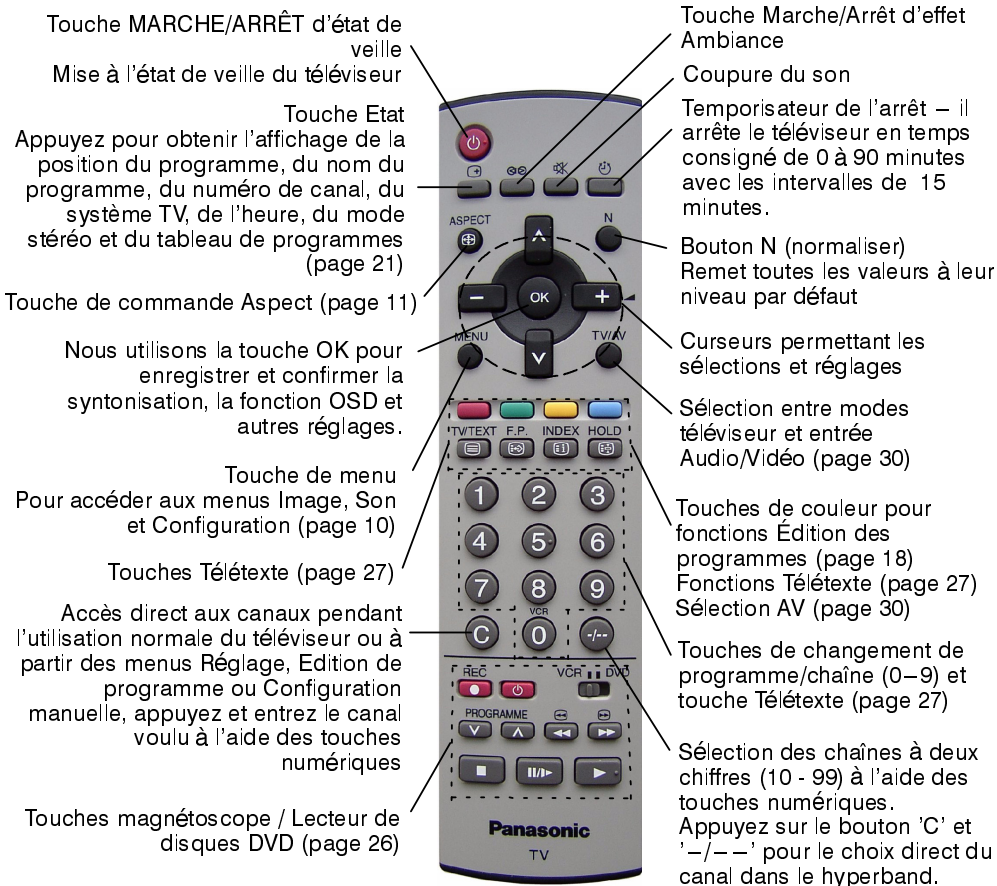 Touche MARCHE/ARRÊT d'état de
veille
Mise à l'état de veille du téléviseur
Touche Etat
Appuyez pour obtenir l'affichage de la
position du programme, du nom du
programme, du numéro de canal, du
système TV, de l'heure, du mode
stéréo et du tableau de programmes
(page 21)
Touche de commande Aspect (page 11)
Nous utilisons la touche OK pour
enregistrer et confirmer la
syntonisation, la fonction OSD et
autres réglages.
Touche de menu
Pour accéder aux menus Image, Son
et Configuration (page 10)
Touches Télétexte (page 27)
Accès direct aux canaux pendant
l'utilisation normale du téléviseur ou à
partir des menus Réglage, Edition de
programme ou Configuration
manuelle, appuyez et entrez le canal
voulu à l'aide des touches
numériques
Touches magnétoscope / Lecteur de
disques DVD (page 26)
ASPECT
N
OK
MENU
TV/AV
TV/TEXT F.P. INDEX HOLD
1 2 3
4 5 6
7 8 9
VCR
C 0 -/--
REC
VCR DVD
PROGRAMME
Panasonic
TV
Touche Marche/Arrêt d'effet
Ambiance
Coupure du son
Temporisateur de l'arrêt – il
arrête le téléviseur en temps
consigné de 0 à 90 minutes
avec les intervalles de 15
minutes.
Bouton N (normaliser)
Remet toutes les valeurs à leur
niveau par défaut
Curseurs permettant les
sélections et réglages
Sélection entre modes
téléviseur et entrée
Audio/Vidéo (page 30)
Touches de couleur pour
fonctions Édition des
programmes (page 18)
Fonctions Télétexte (page 27)
Sélection AV (page 30)
Touches de changement de
programme/chaîne (0–9) et
touche Télétexte (page 27)
Sélection des chaînes à deux
chiffres (10 - 99) à l'aide des
touches numériques.
Appuyez sur le bouton 'C' et
'–/––' pour le choix direct du
canal dans le hyperband.